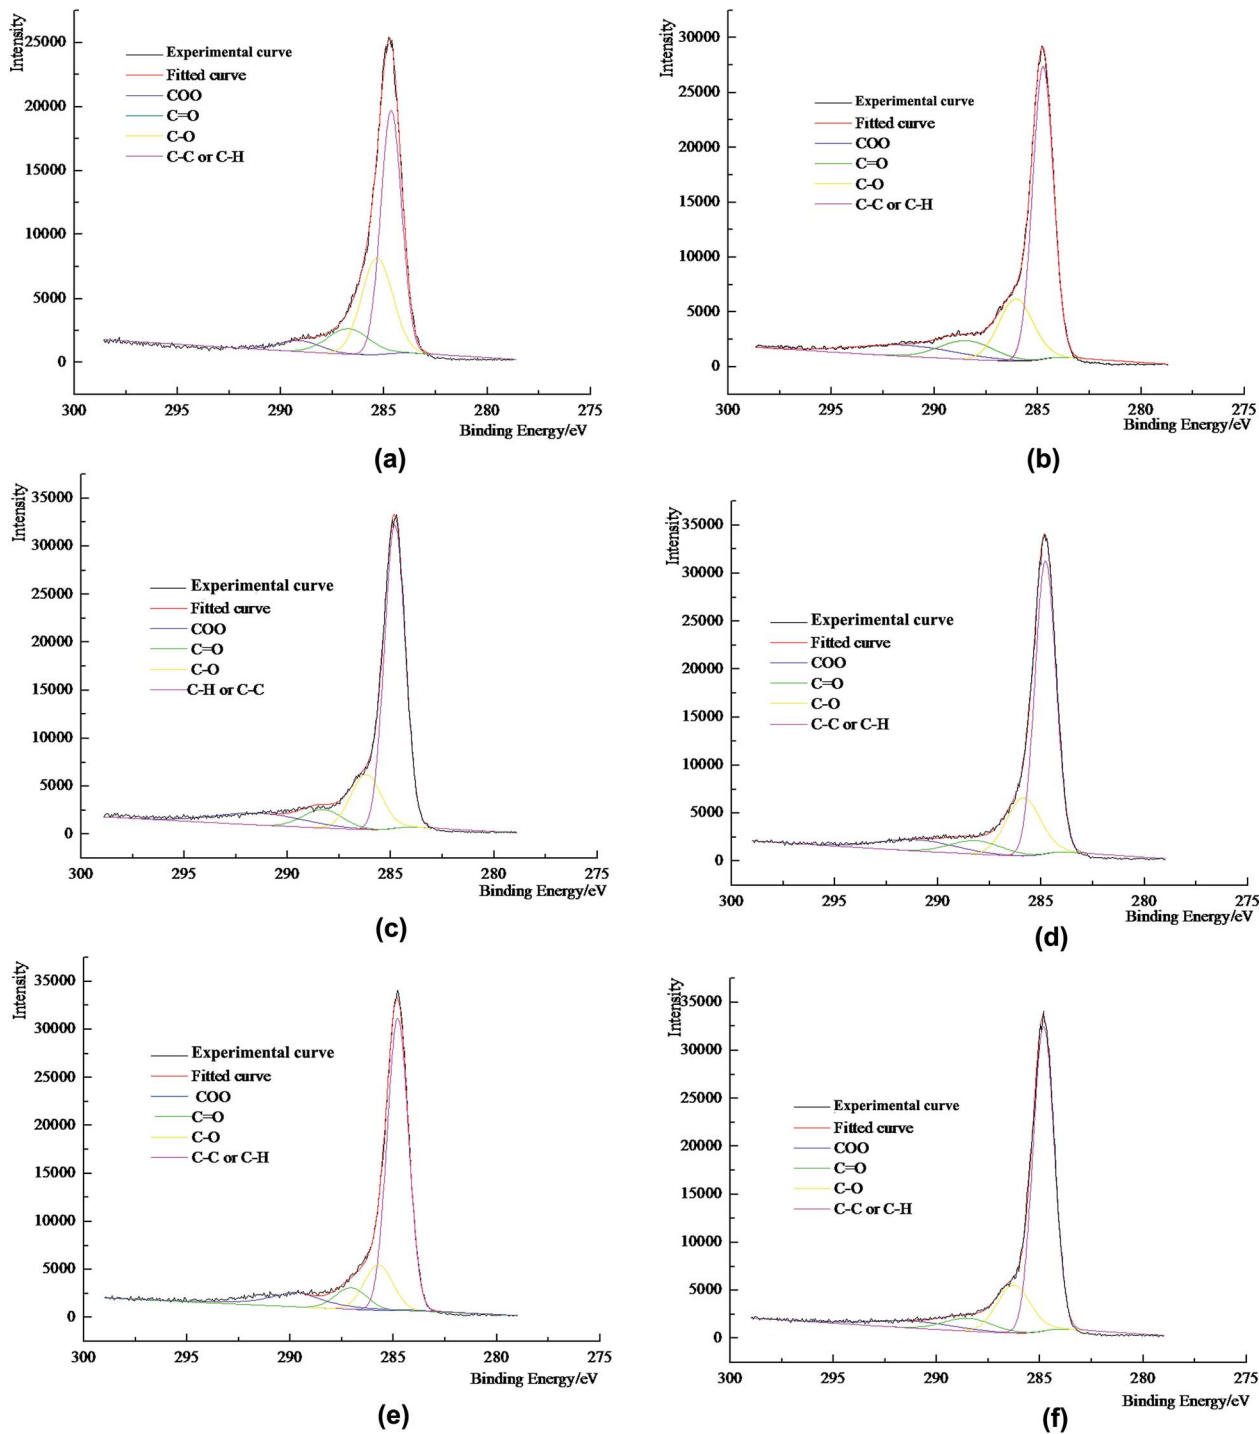 Intensity
25000
20000
15000
10000
5000
0
Experimental curve
Fitted curve
COO
C=O
C-O
C-C or C-H
300 295 290 285 280 275
Binding Energy/eV
(a)
Intensity
30000
25000
20000
15000
10000
5000
0
Experimental curve
Fitted curve
COO
C=O
C-O
C-C or C-H
300 295 290 285 280 275
Binding Energy/eV
(b)
Intensity
35000
30000
25000
20000
15000
10000
5000
0
Experimental curve
Fitted curve
COO
C=O
C-O
C-H or C-C
300 295 290 285 280 275
Binding Energy/eV
(c)
Intensity
35000
30000
25000
20000
15000
10000
5000
0
Experimental curve
Fitted curve
COO
C=O
C-O
C-C or C-H
300 295 290 285 280 275
Binding Energy/eV
(d)
Intensity
35000
30000
25000
20000
15000
10000
5000
0
Experimental curve
Fitted curve
COO
C=O
C-O
C-C or C-H
300 295 290 285 280 275
Binding Energy/eV
(e)
Intensity
35000
30000
25000
20000
15000
10000
5000
0
Experimental curve
Fitted curve
COO
C=O
C-O
C-C or C-H
300 295 290 285 280 275
Binding Energy/eV
(f)